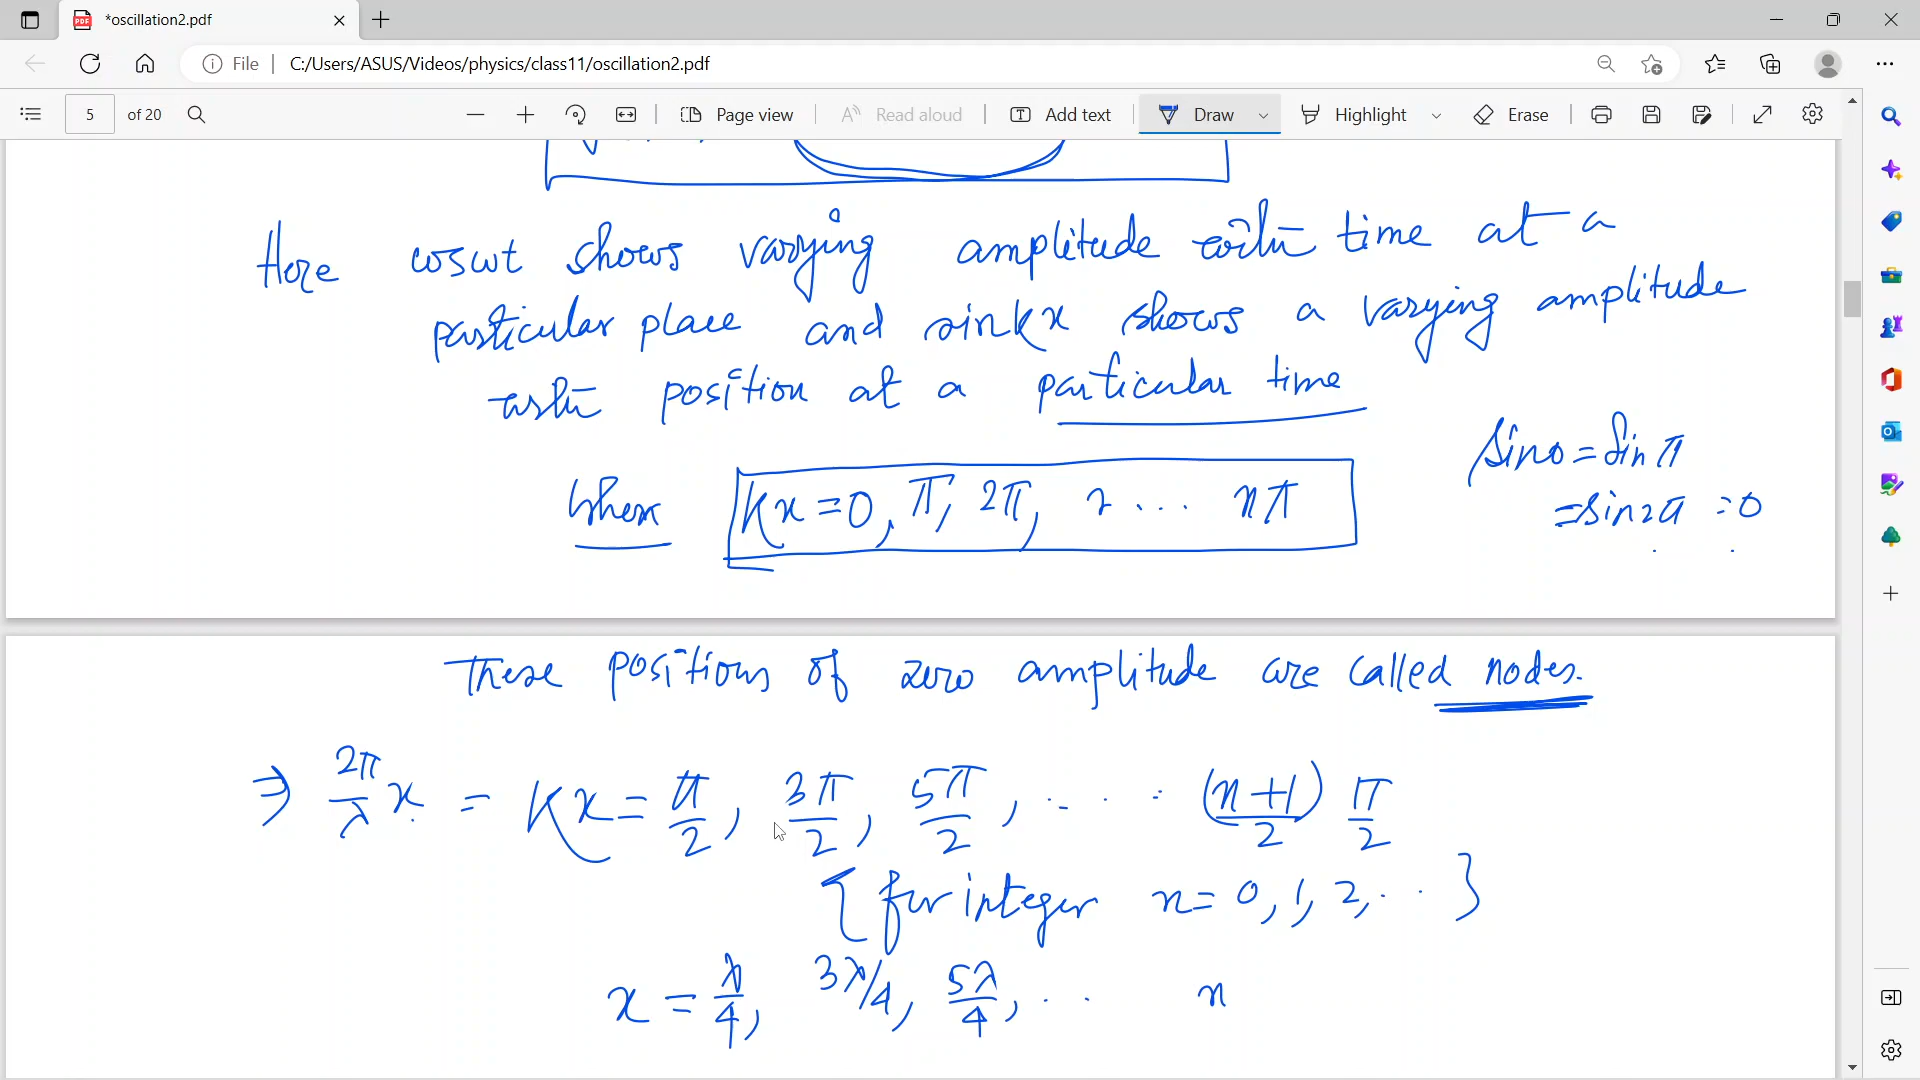 *oscillation2.pdf
File C:/Users/ASUS/Videos/physics/class11/oscillation2.pdf
5 of 20 Page view Read aloud Add text Draw Highlight Erase
Here coswt shows varying amplitude with time at a
particular place and sinkx shows a varying amplitude
with position at a particular time
sin0 = sin π
= sin2π = 0
when kx = 0, π, 2π, ... nπ
These positions of zero amplitude are called nodes.
⇒ 2π/λ x = Kx = π/2, 3π/2, 5π/2, .... (n+1)/2 π/2
{for integer n = 0, 1, 2, ..}
x = λ/4, 3λ/4, 5λ/4, ... n